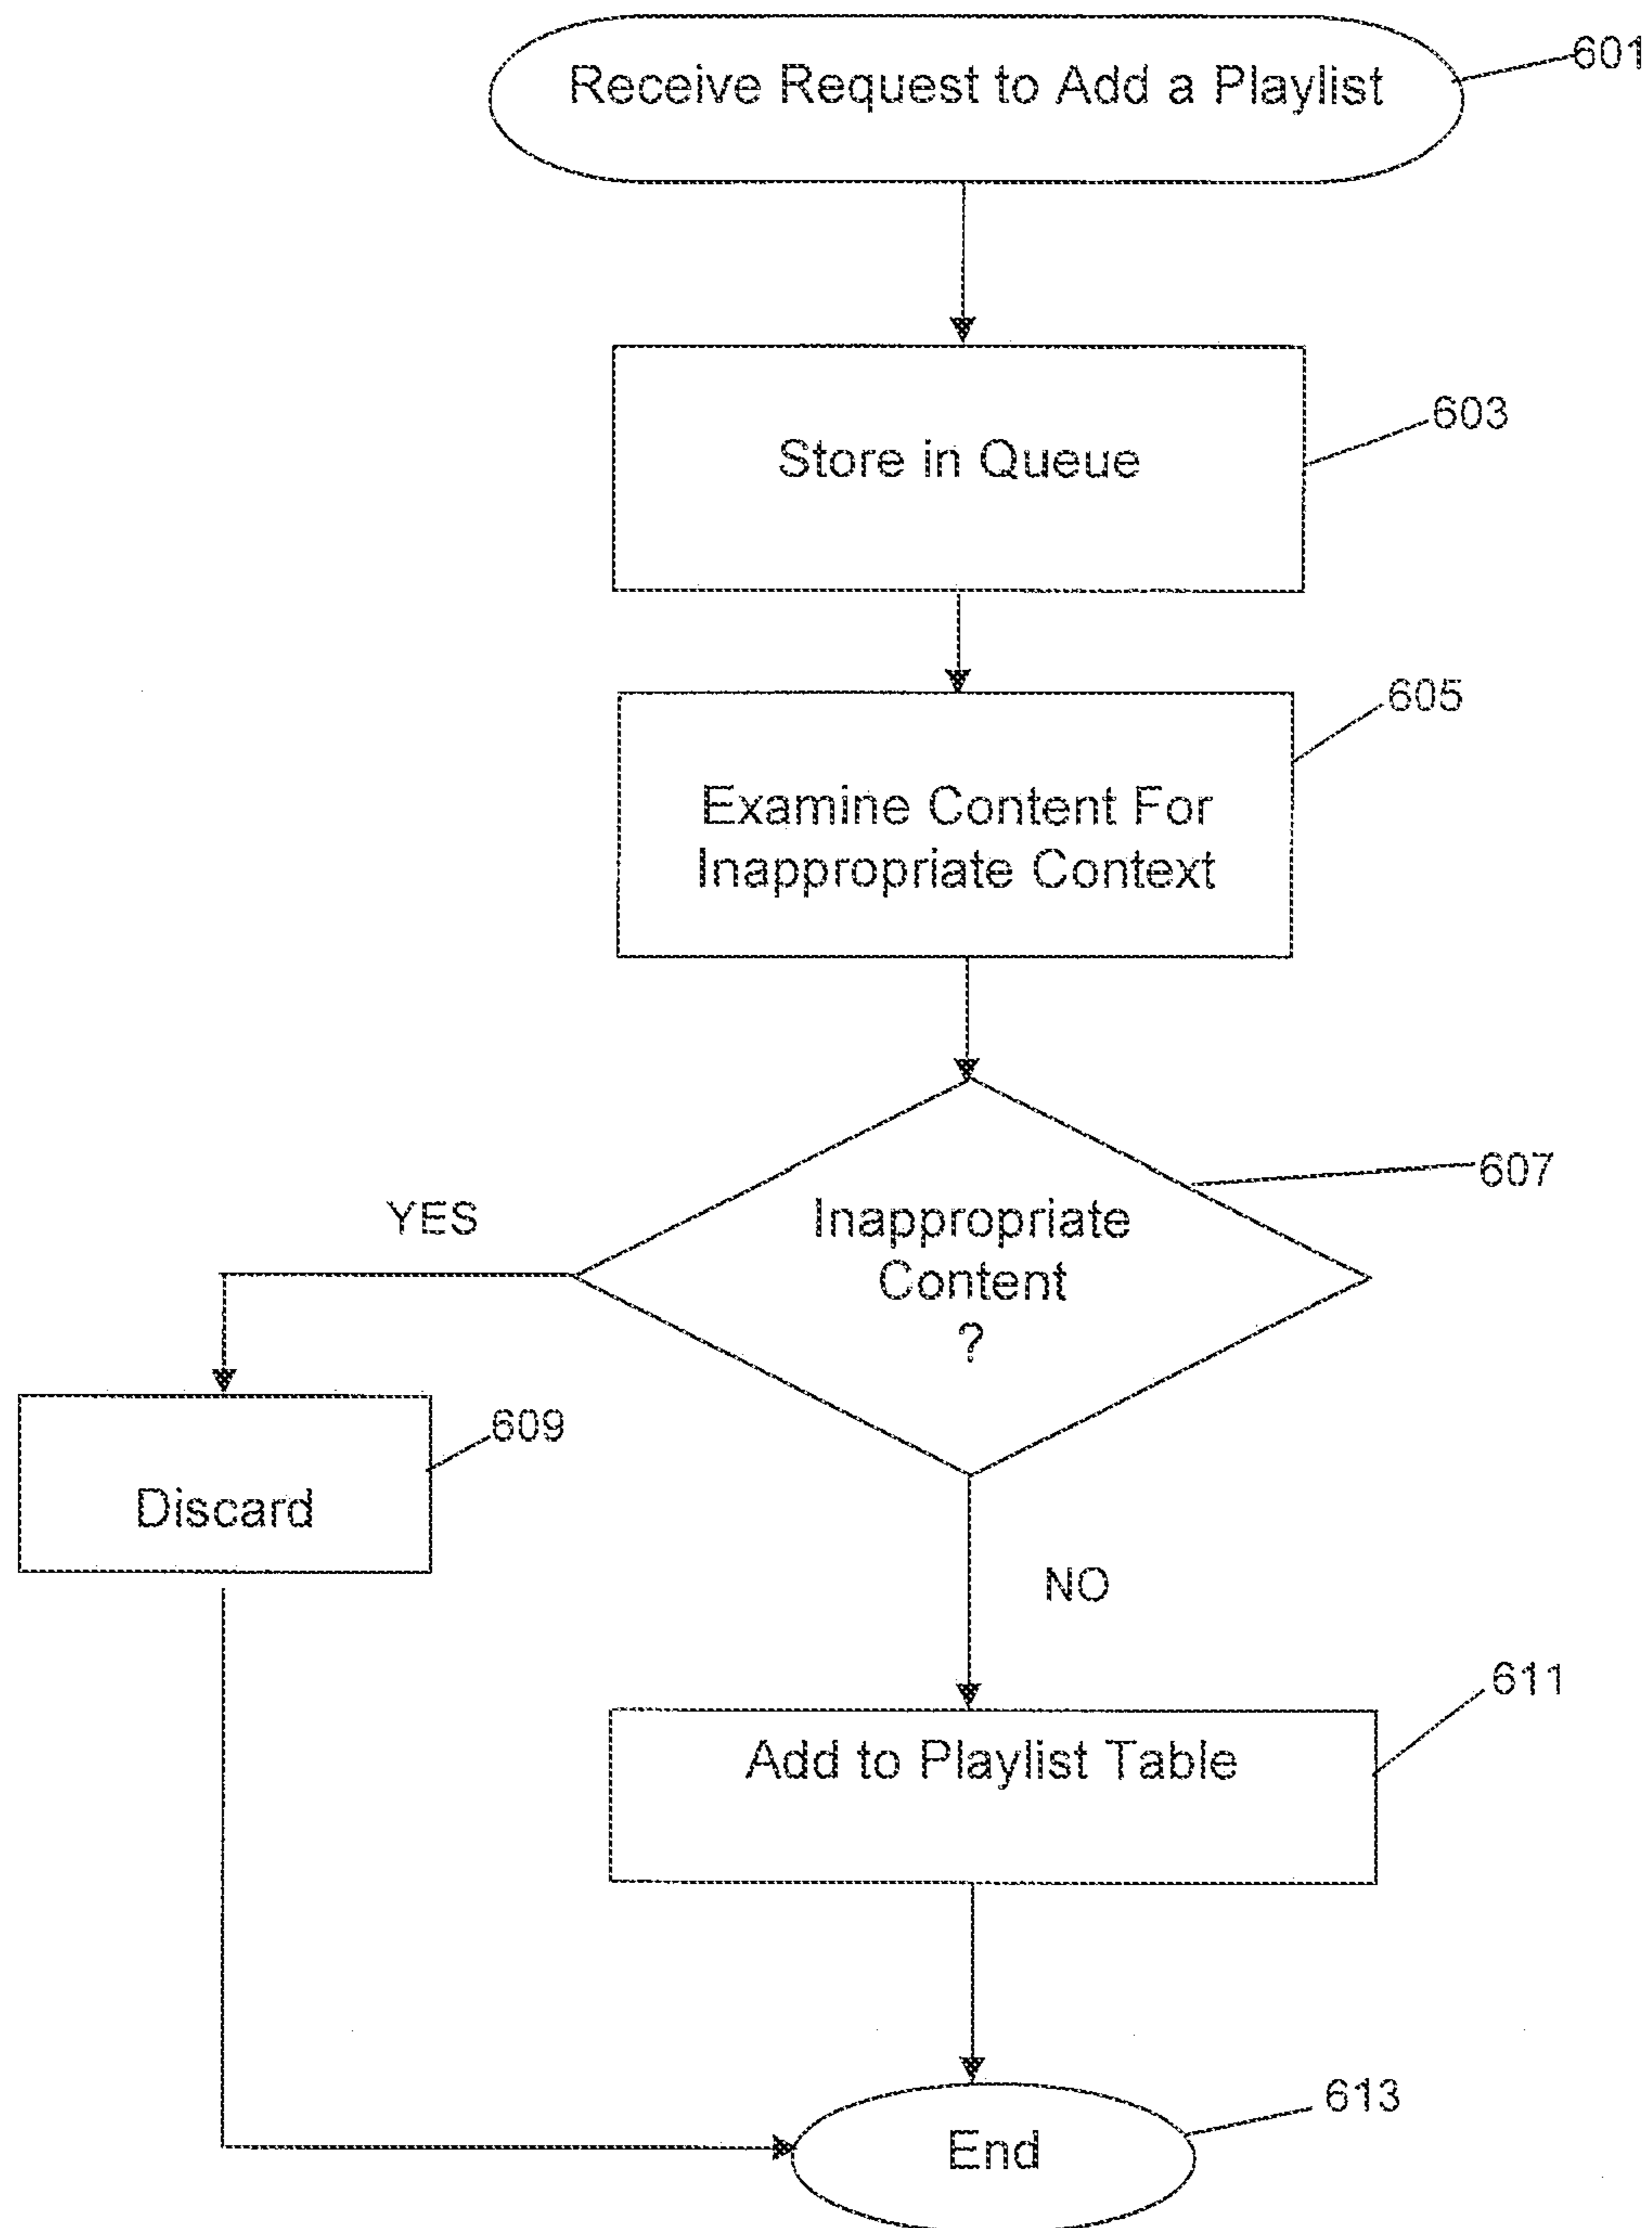 Receive Request to Add a Playlist
601
Store in Queue
603
605
Examine Content For
Inappropriate Context
607
YES
Inappropriate
Content
?
609
Discard
NO
611
Add to Playlist Table
613
End